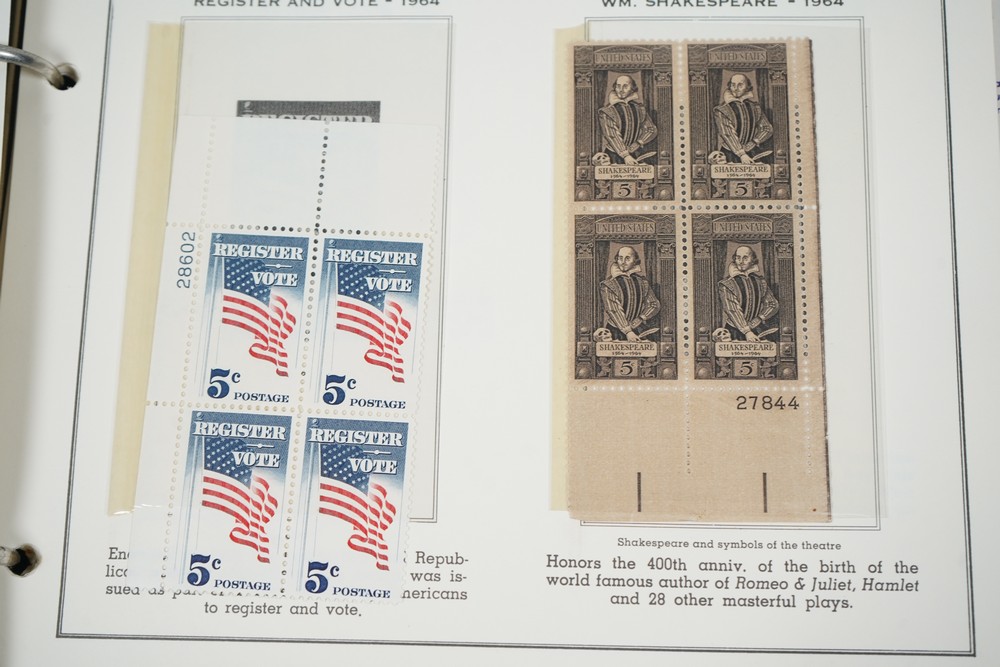 REGISTER AND VOTE - 1964
28602
REGISTER
VOTE
5c POSTAGE
REGISTER
VOTE
5c POSTAGE
REGISTER
VOTE
5c POSTAGE
REGISTER
VOTE
5c POSTAGE
Repub-
was is-
sued as
mericans
to register and vote.
WM. SHAKESPEARE - 1964
UNITED STATES
SHAKESPEARE
1564-1964
5¢
UNITED STATES
SHAKESPEARE
1564-1964
5¢
UNITED STATES
SHAKESPEARE
1564-1964
5¢
UNITED STATES
SHAKESPEARE
1564-1964
5¢
27844
Shakespeare and symbols of the theatre
Honors the 400th anniv. of the birth of the
world famous author of Romeo & Juliet, Hamlet
and 28 other masterful plays.